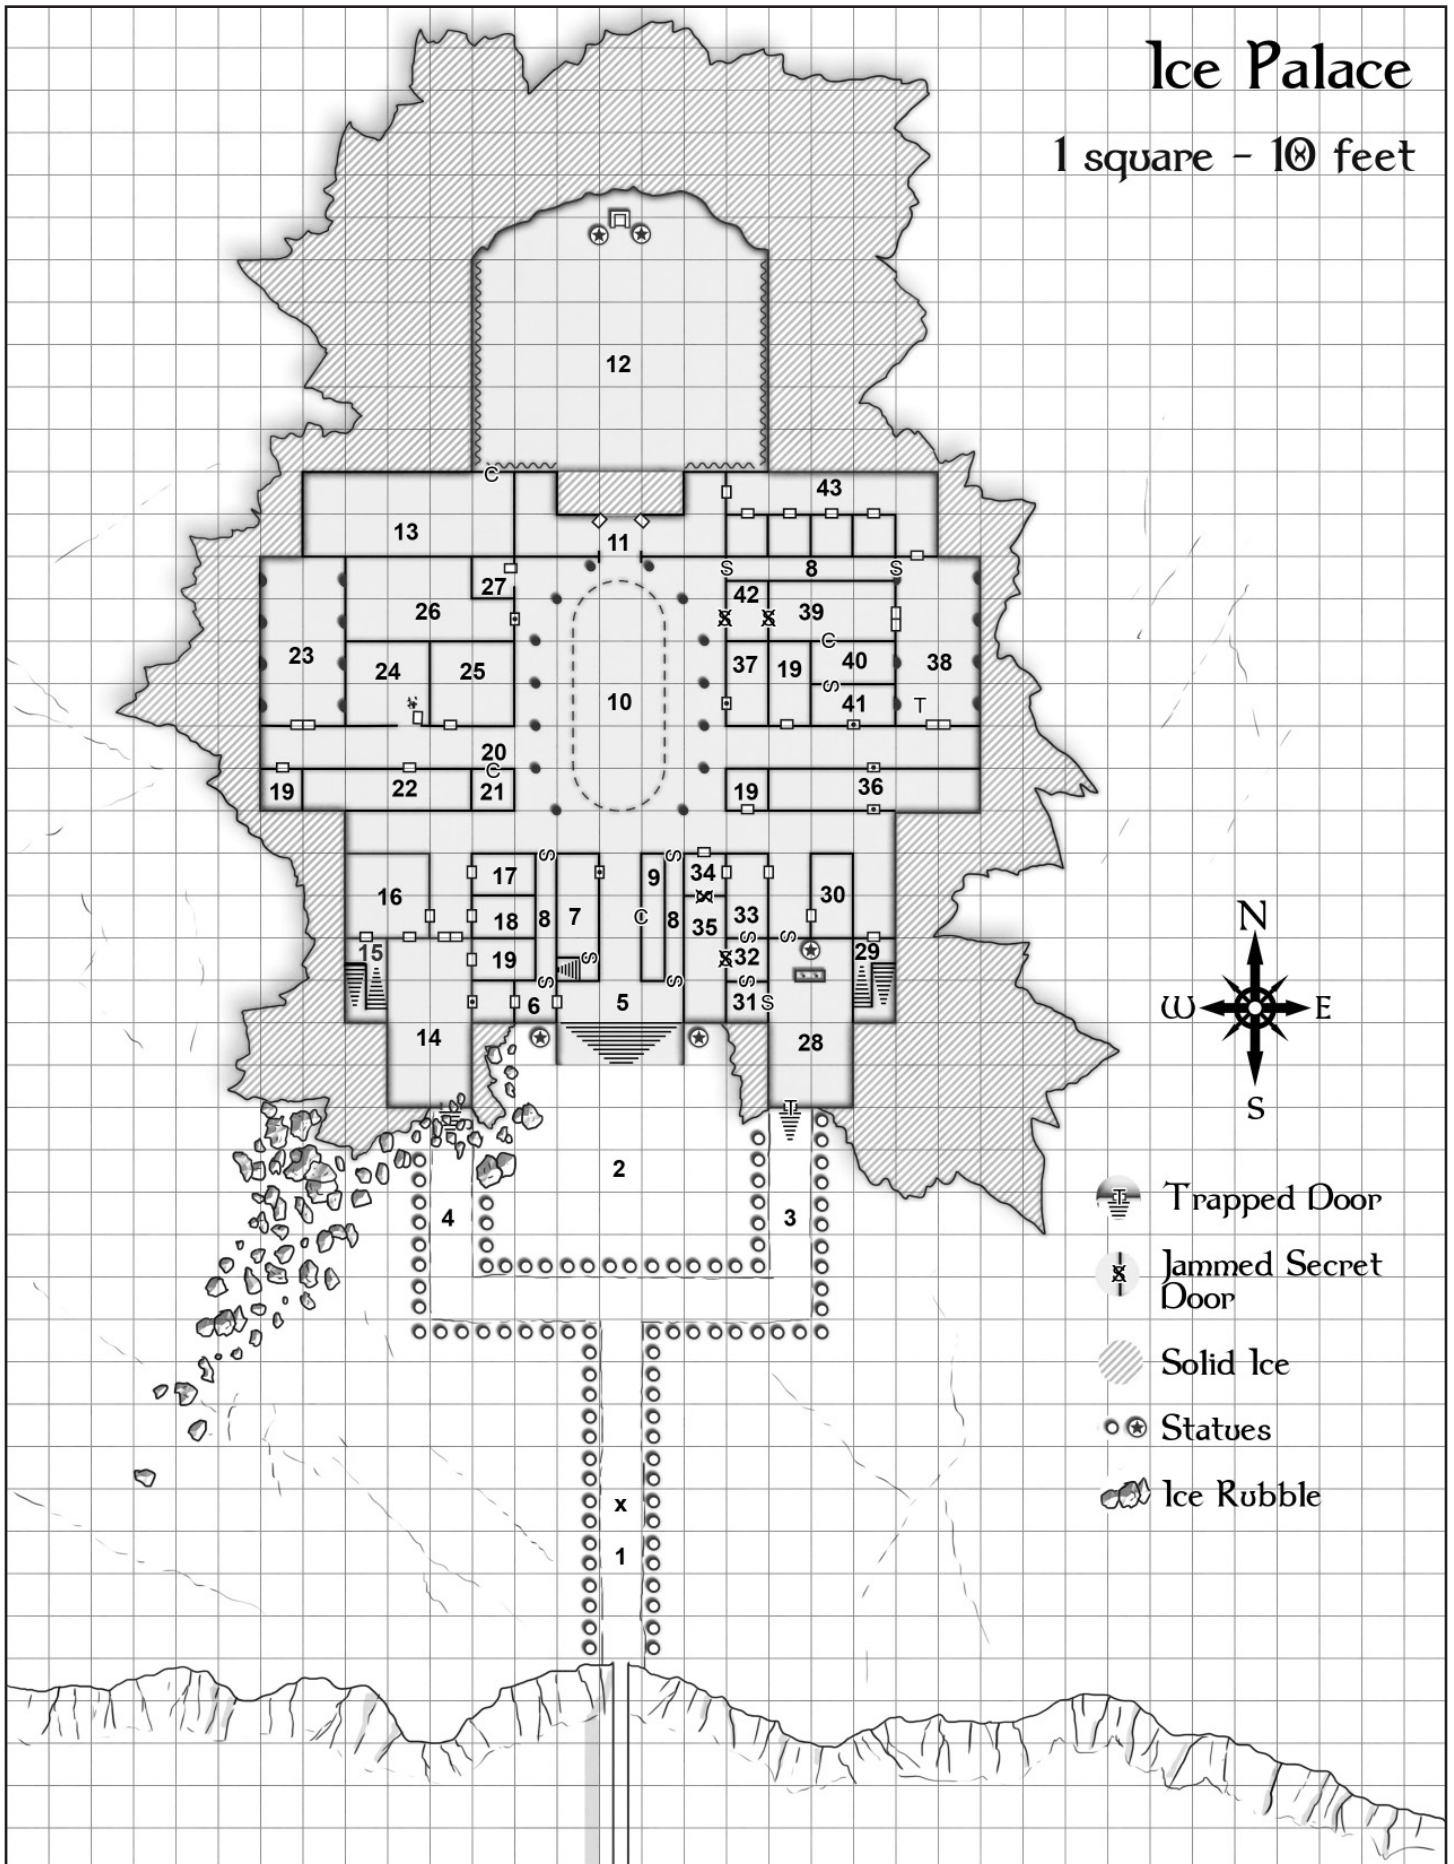 Ice Palace
1 square - 10 feet
12
C
43
13
11
S 8 S
27
42
26 39
S S
C
23 24 25 37 19 40 38
S
10 41 T
20
C
19 22 21 19 36
S S
17 9 34
16 S
18 8 7 C 8 35 33 30
S S
15 19 S S 32 29
S S S
6 5 31 S
14 28
T
2
4 3
x
1
N
W E
S
T Trapped Door
S Jammed Secret
Door
Solid Ice
Statues
Ice Rubble